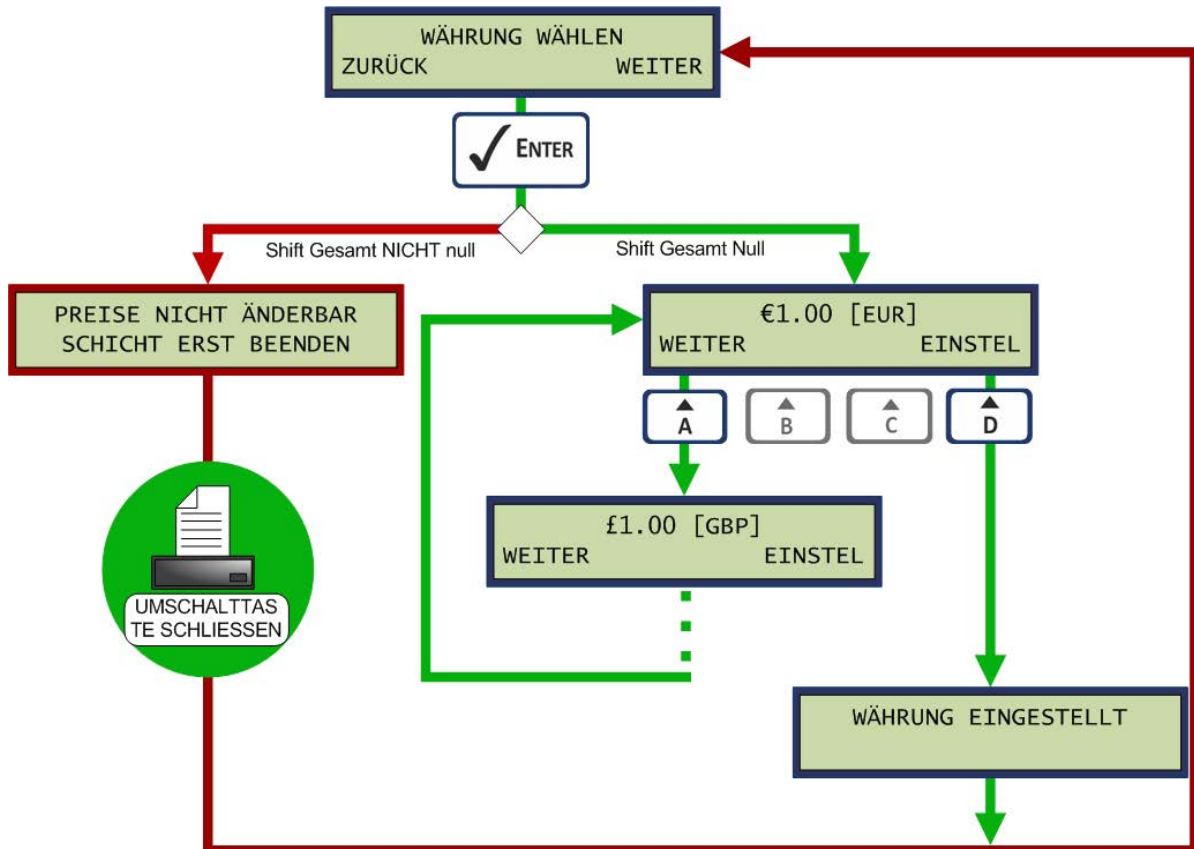 WÄHRUNG WÄHLEN
ZURÜCK WEITER
ENTER
Shift Gesamt NICHT null
Shift Gesamt Null
PREISE NICHT ÄNDERBAR
SCHICHT ERST BEENDEN
€1.00 [EUR]
WEITER EINSTEL
A B C D
£1.00 [GBP]
WEITER EINSTEL
UMSCHALTTAS
TE SCHLIESSEN
WÄHRUNG EINGESTELLT